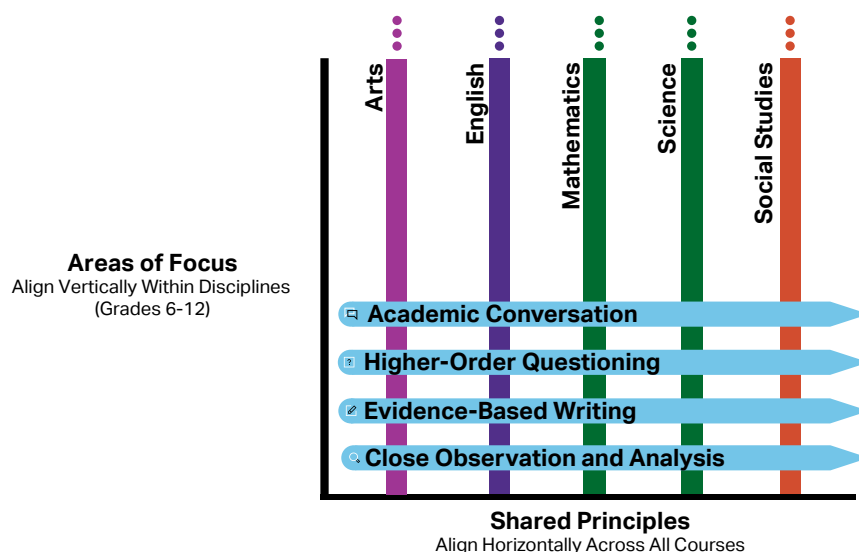 Arts
English
Mathematics
Science
Social Studies
Areas of Focus
Align Vertically Within Disciplines
(Grades 6-12)
Academic Conversation
? Higher-Order Questioning
Evidence-Based Writing
Close Observation and Analysis
Shared Principles
Align Horizontally Across All Courses